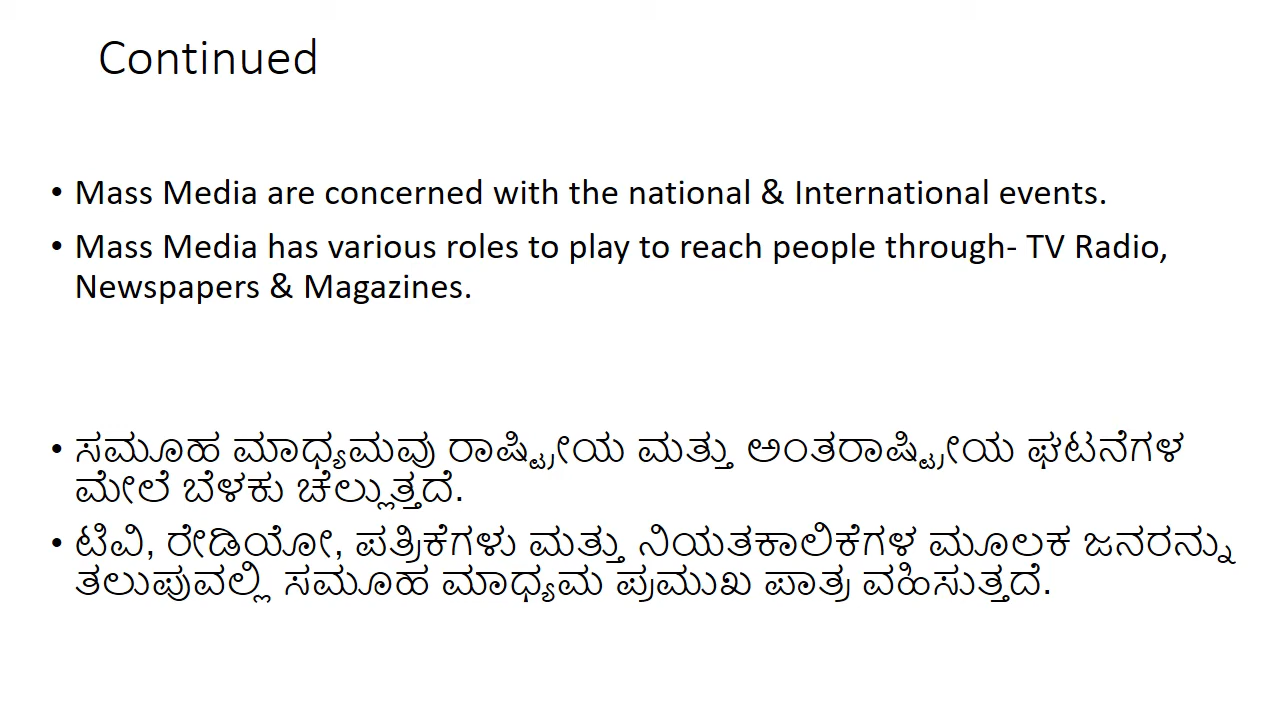 Continued
• Mass Media are concerned with the national & International events.
• Mass Media has various roles to play to reach people through- TV Radio,
Newspapers & Magazines.
• ಸಮೂಹ ಮಾಧ್ಯಮವು ರಾಷ್ಟ್ರೀಯ ಮತ್ತು ಅಂತರಾಷ್ಟ್ರೀಯ ಘಟನೆಗಳ
ಮೇಲೆ ಬೆಳಕು ಚೆಲ್ಲುತ್ತದೆ.
• ಟಿವಿ, ರೇಡಿಯೋ, ಪತ್ರಿಕೆಗಳು ಮತ್ತು ನಿಯತಕಾಲಿಕೆಗಳ ಮೂಲಕ ಜನರನ್ನು
ತಲುಪುವಲ್ಲಿ ಸಮೂಹ ಮಾಧ್ಯಮ ಪ್ರಮುಖ ಪಾತ್ರ ವಹಿಸುತ್ತದೆ.